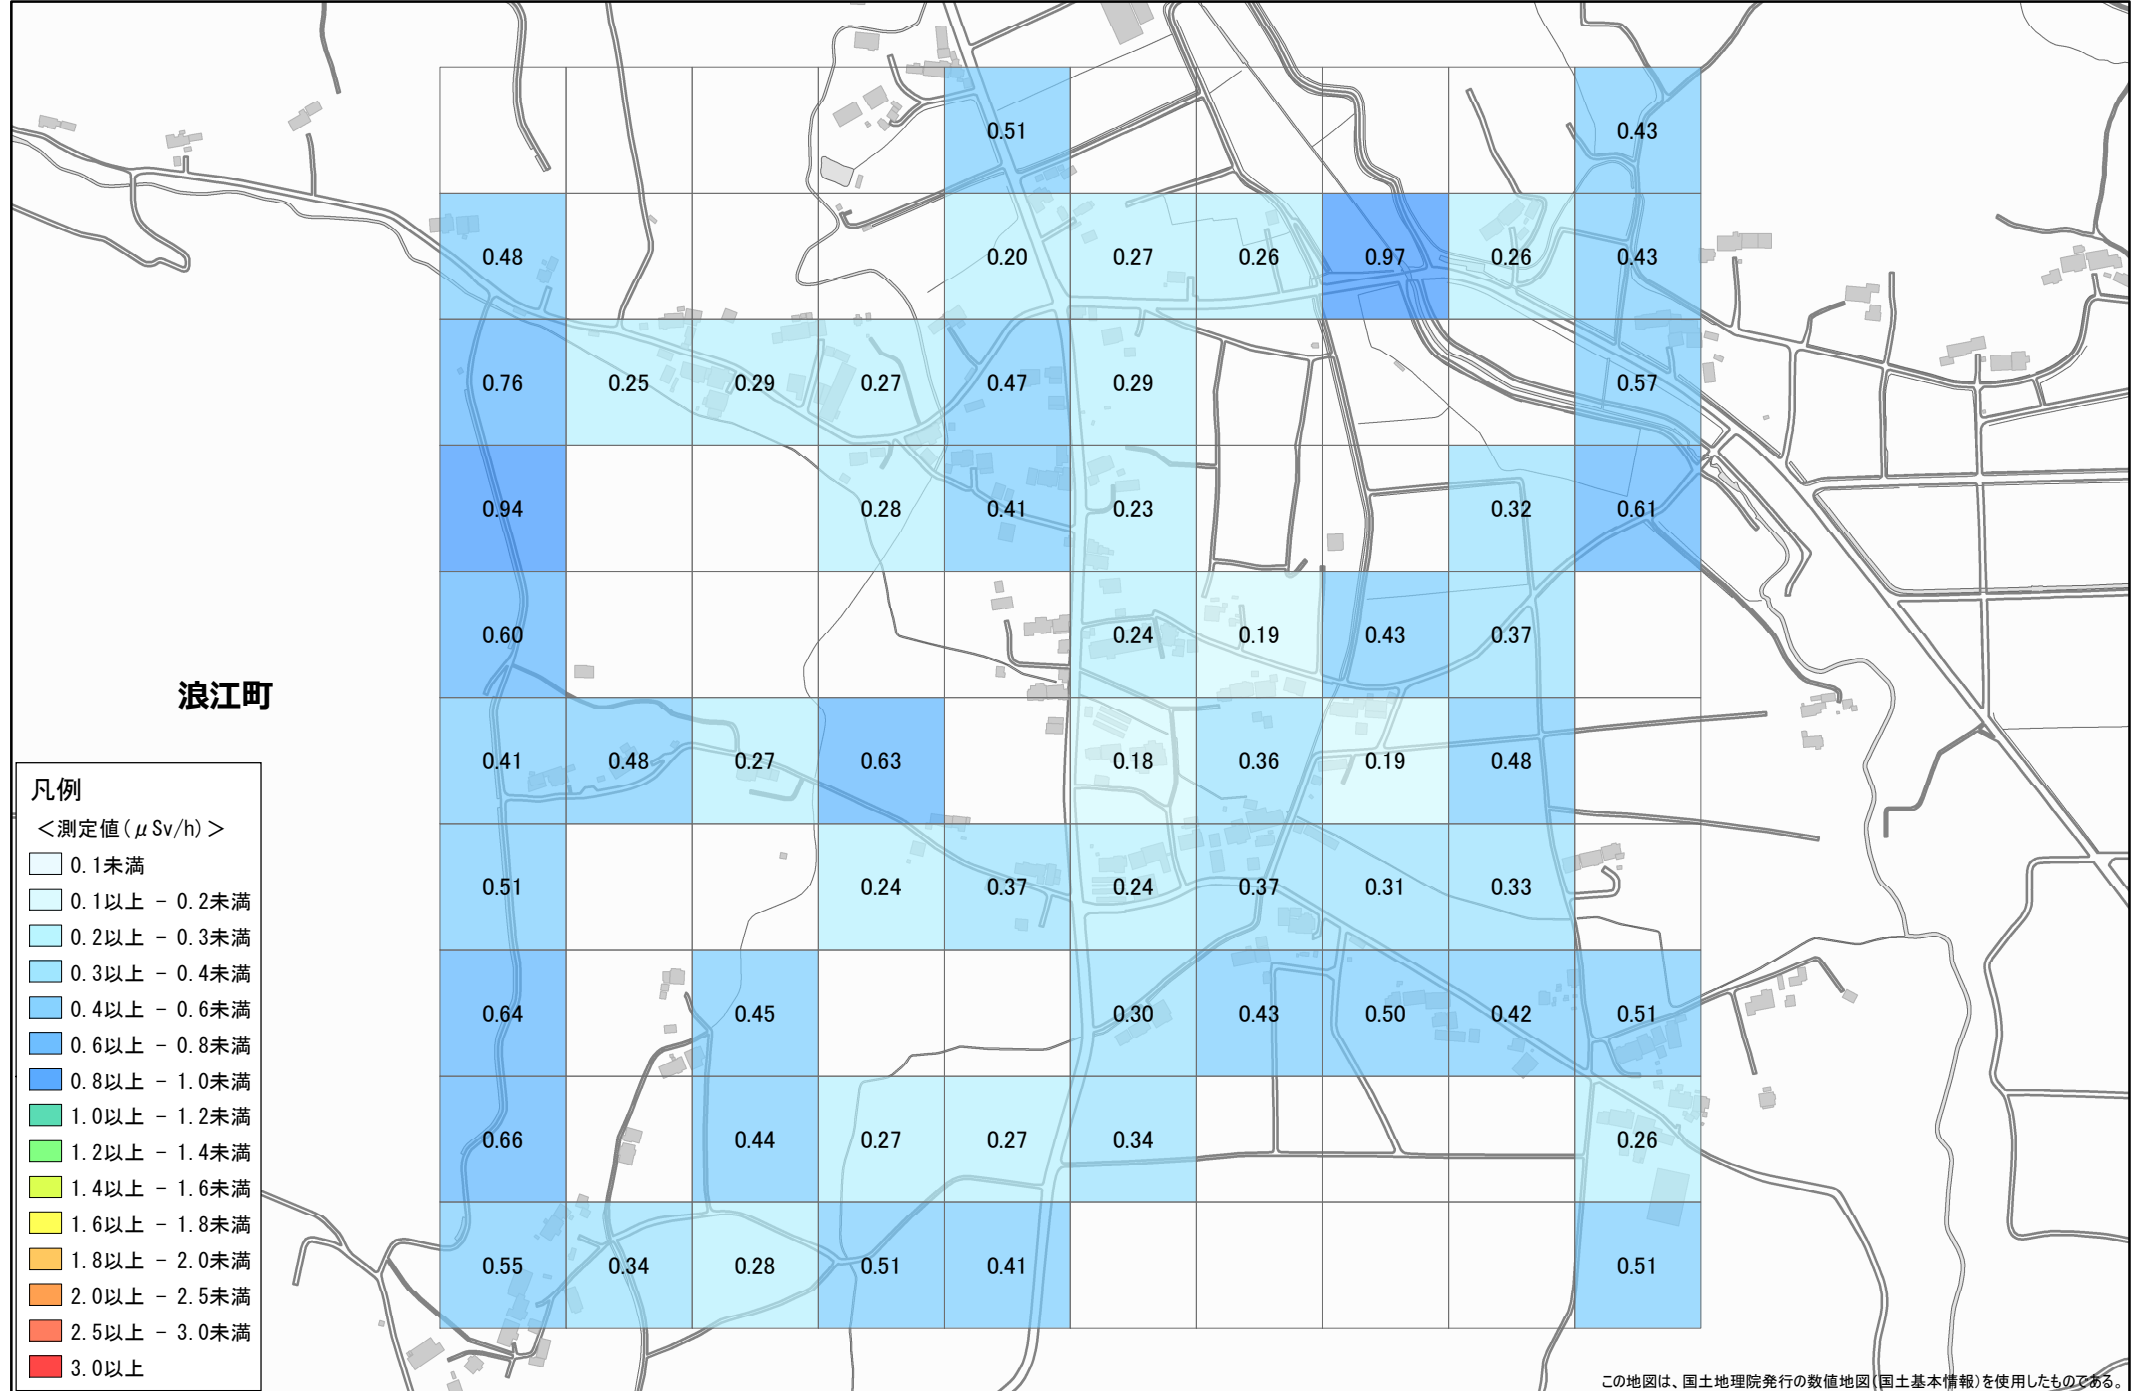 0.51 0.43
0.48 0.20 0.27 0.26 0.97 0.26 0.43
0.76 0.25 0.29 0.27 0.47 0.29 0.57
0.94 0.28 0.41 0.23 0.32 0.61
0.60 0.24 0.19 0.43 0.37
浪江町
0.41 0.48 0.27 0.63 0.18 0.36 0.19 0.48
0.51 0.24 0.37 0.24 0.37 0.31 0.33
0.64 0.45 0.30 0.43 0.50 0.42 0.51
0.66 0.44 0.27 0.27 0.34 0.26
0.55 0.34 0.28 0.51 0.41 0.51
凡例
＜測定値(μSv/h)＞
0.1未満
0.1以上 - 0.2未満
0.2以上 - 0.3未満
0.3以上 - 0.4未満
0.4以上 - 0.6未満
0.6以上 - 0.8未満
0.8以上 - 1.0未満
1.0以上 - 1.2未満
1.2以上 - 1.4未満
1.4以上 - 1.6未満
1.6以上 - 1.8未満
1.8以上 - 2.0未満
2.0以上 - 2.5未満
2.5以上 - 3.0未満
3.0以上
この地図は、国土地理院発行の数値地図(国土基本情報)を使用したものである。